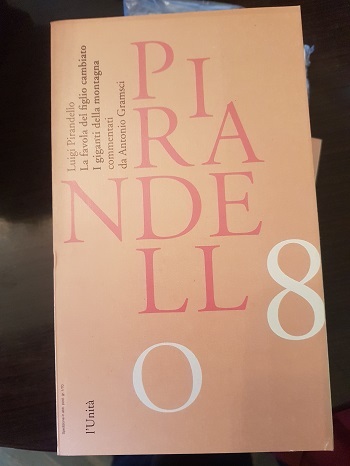 Luigi Pirandello
La favola del figlio cambiato
I giganti della montagna
commentati
da Antonio Gramsci
PI
RA
NDE
LL
O
8
l'Unità